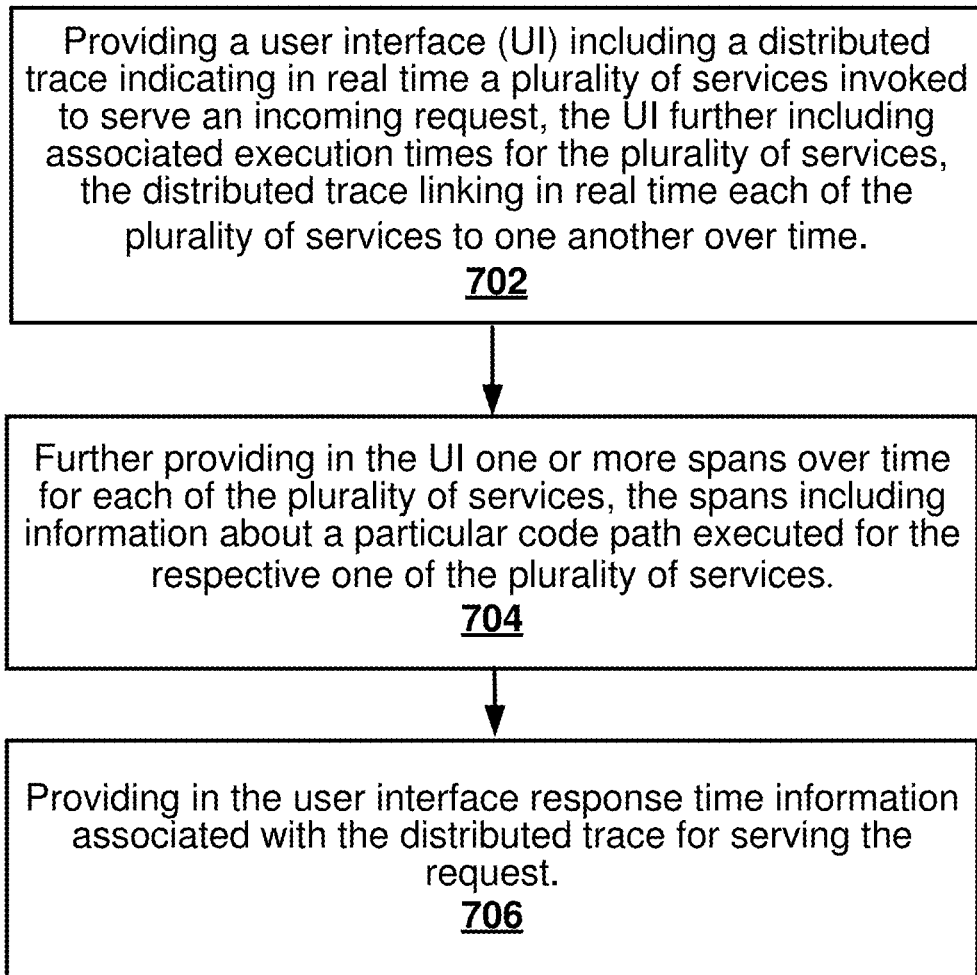 Providing a user interface (UI) including a distributed
trace indicating in real time a plurality of services invoked
to serve an incoming request, the UI further including
associated execution times for the plurality of services,
the distributed trace linking in real time each of the
plurality of services to one another over time.
702
Further providing in the UI one or more spans over time
for each of the plurality of services, the spans including
information about a particular code path executed for the
respective one of the plurality of services.
704
Providing in the user interface response time information
associated with the distributed trace for serving the
request.
706